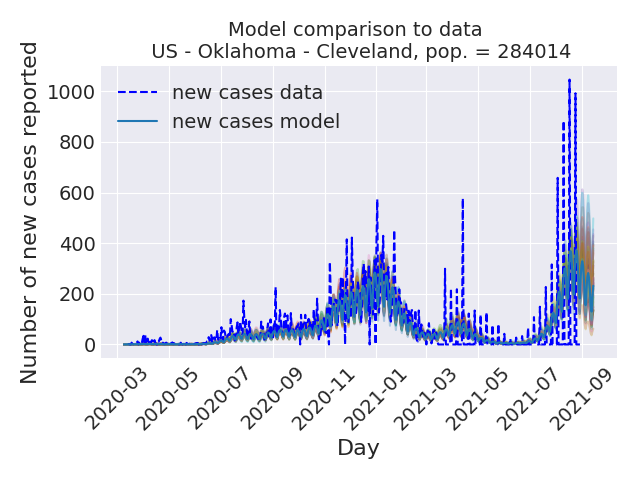 Model comparison to data
US - Oklahoma - Cleveland, pop. = 284014
Number of new cases reported
1000
800
600
400
200
0
new cases data
new cases model
2020-03
2020-05
2020-07
2020-09
2020-11
2021-01
2021-03
2021-05
2021-07
2021-09
Day